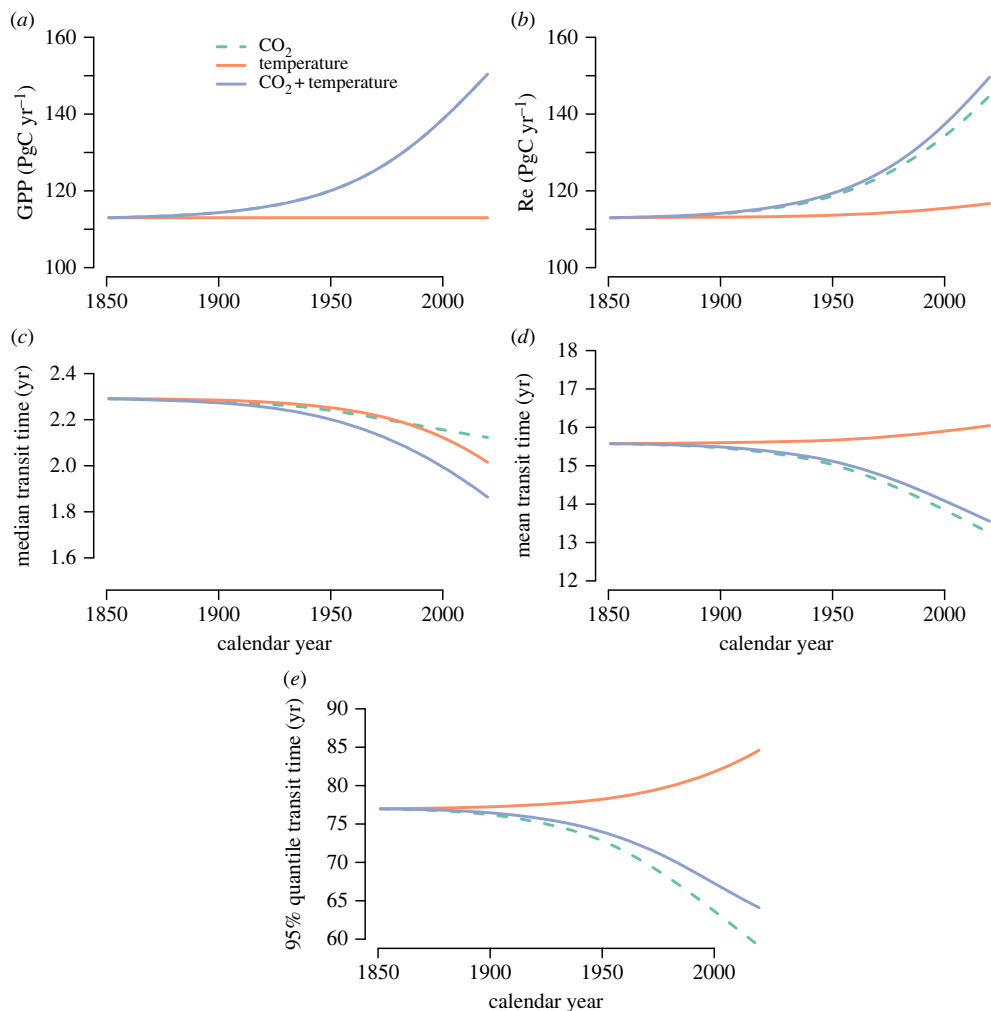 (a)
160
140
120
100
GPP (PgC yr⁻¹)
CO₂
temperature
CO₂ + temperature
1850 1900 1950 2000
(b)
160
140
120
100
Re (PgC yr⁻¹)
1850 1900 1950 2000
(c)
2.4
2.2
2.0
1.8
1.6
median transit time (yr)
1850 1900 1950 2000
calendar year
(d)
18
17
16
15
14
13
12
mean transit time (yr)
1850 1900 1950 2000
calendar year
(e)
90
85
80
75
70
65
60
95% quantile transit time (yr)
1850 1900 1950 2000
calendar year